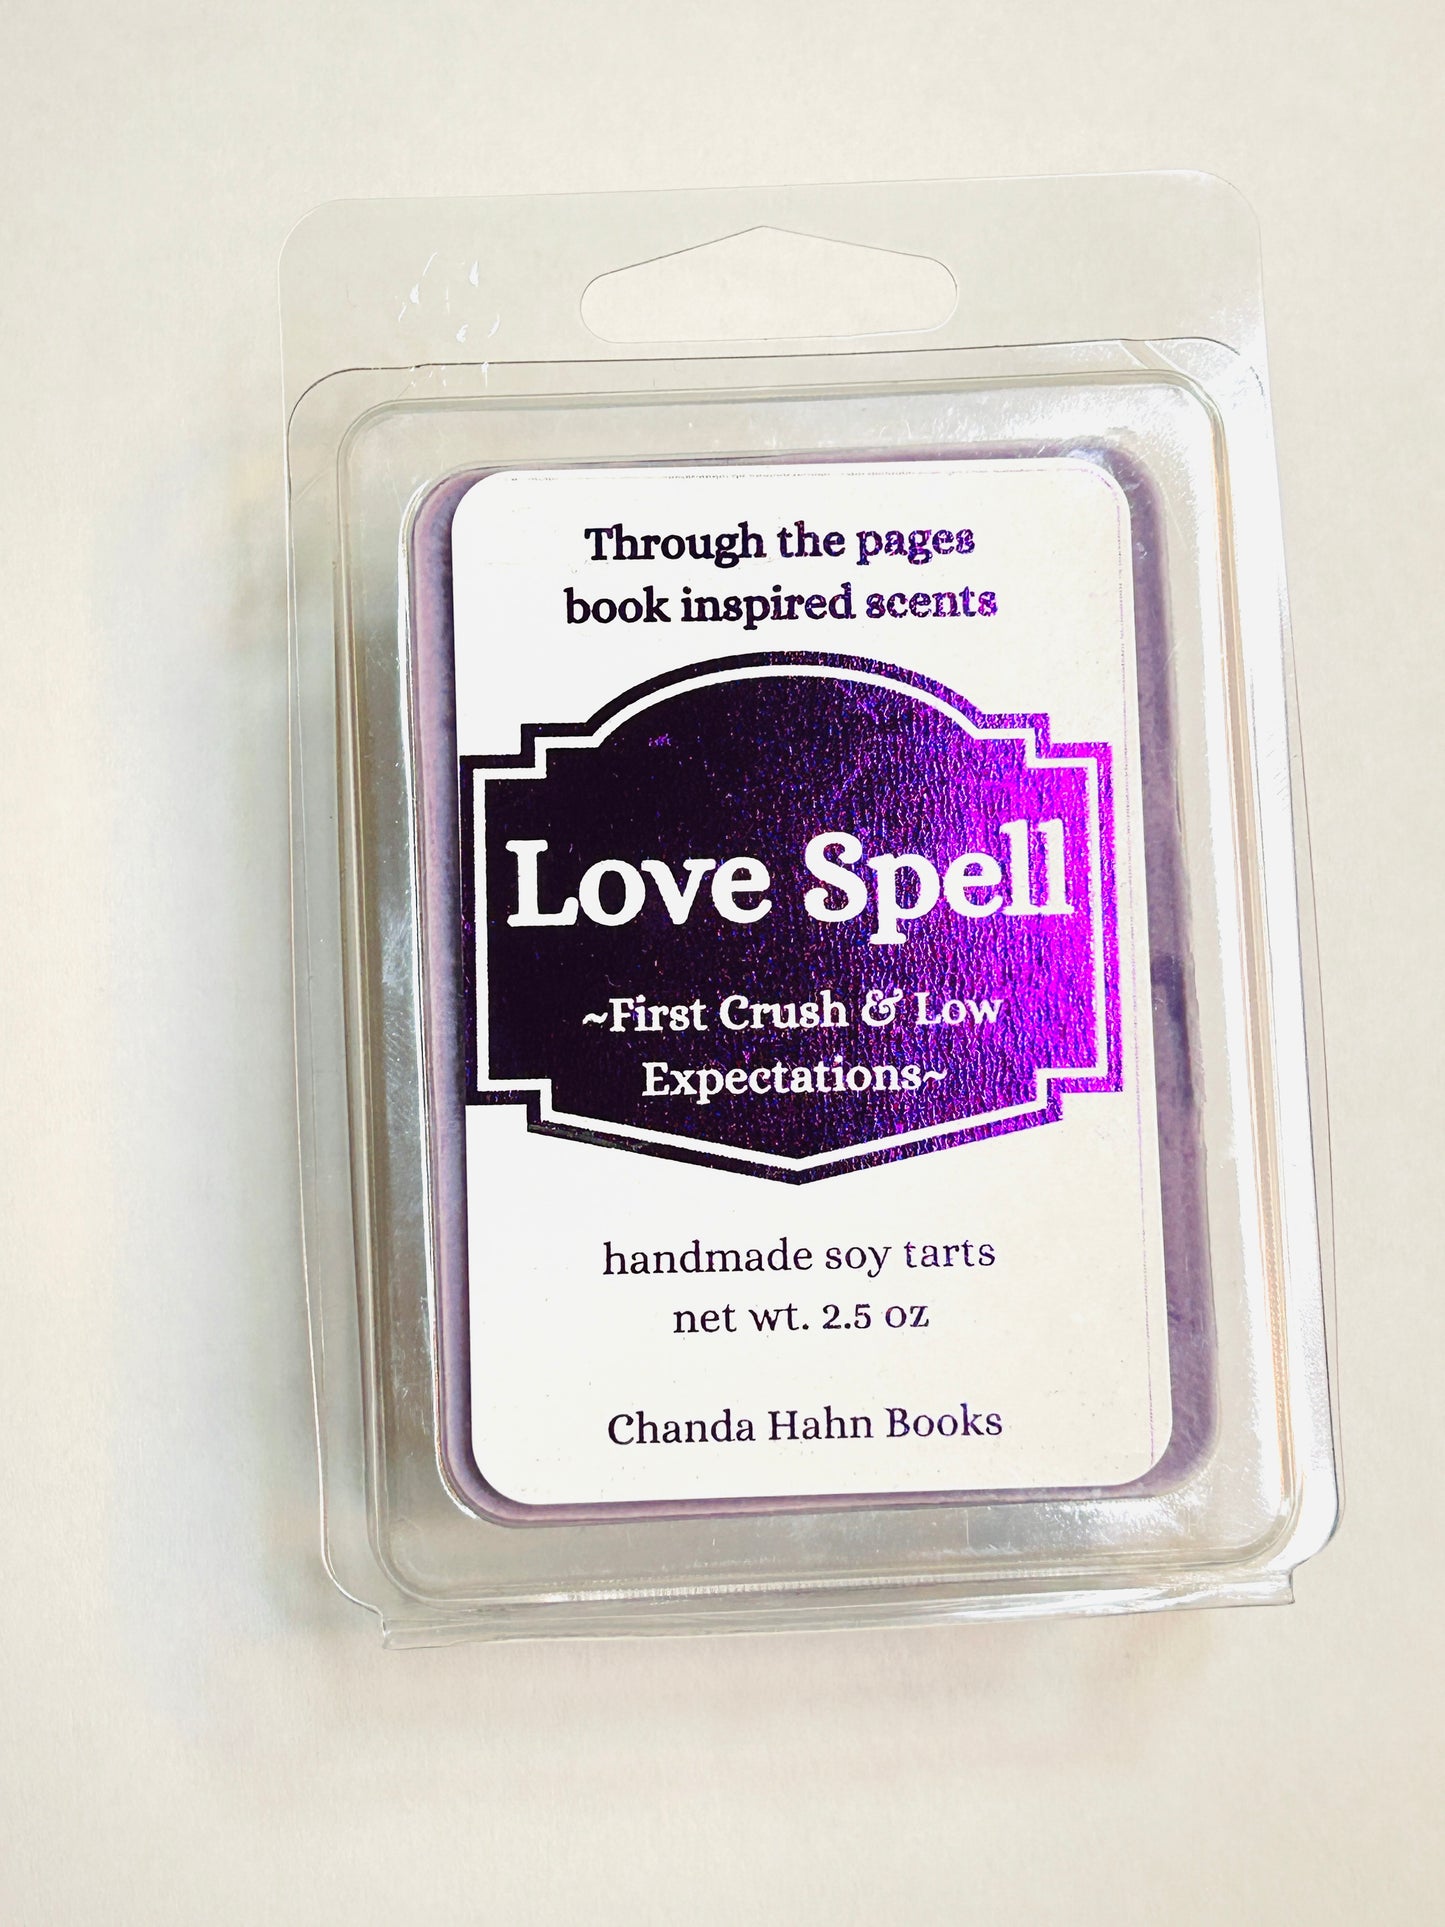 Through the pages
book inspired scents
Love Spell
~First Crush & Low
Expectations~
handmade soy tarts
net wt. 2.5 oz
Chanda Hahn Books